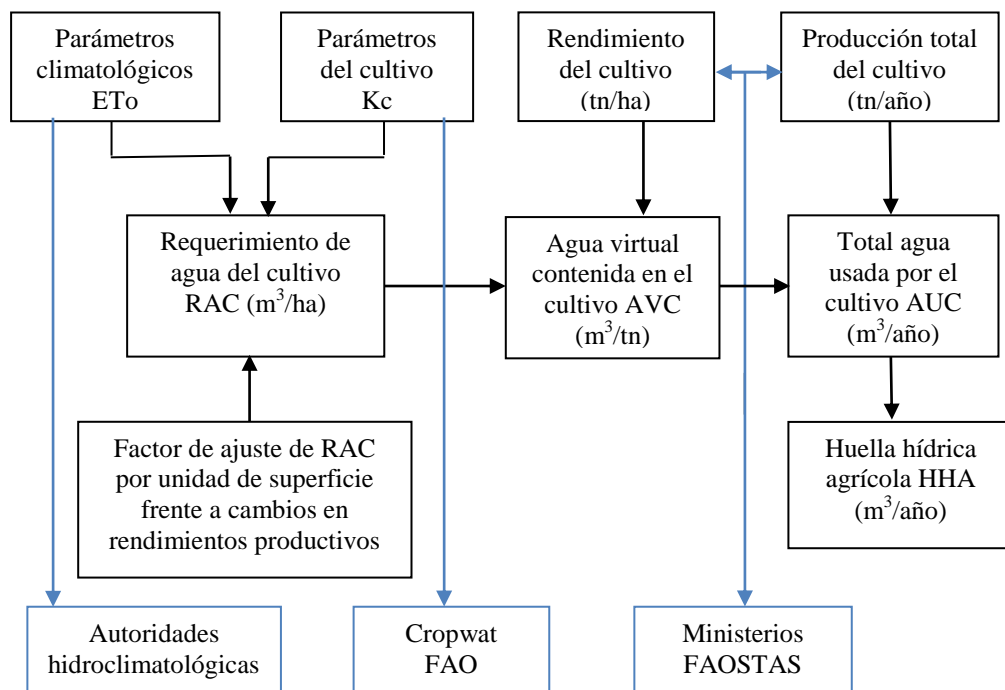 Parámetros
climatológicos
ETo
Parámetros
del cultivo
Kc
Rendimiento
del cultivo
(tn/ha)
Producción total
del cultivo
(tn/año)
Requerimiento de
agua del cultivo
RAC (m³/ha)
Agua virtual
contenida en el
cultivo AVC
(m³/tn)
Total agua
usada por el
cultivo AUC
(m³/año)
Factor de ajuste de RAC
por unidad de superficie
frente a cambios en
rendimientos productivos
Huella hídrica
agrícola HHA
(m³/año)
Autoridades
hidroclimatológicas
Cropwat
FAO
Ministerios
FAOSTAS